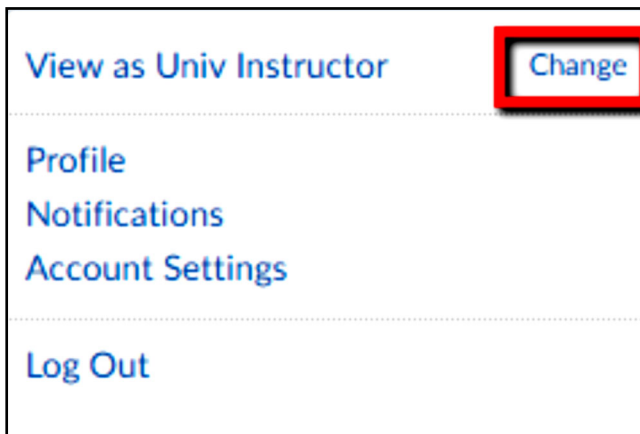 View as Univ Instructor Change
Profile
Notifications
Account Settings
Log Out